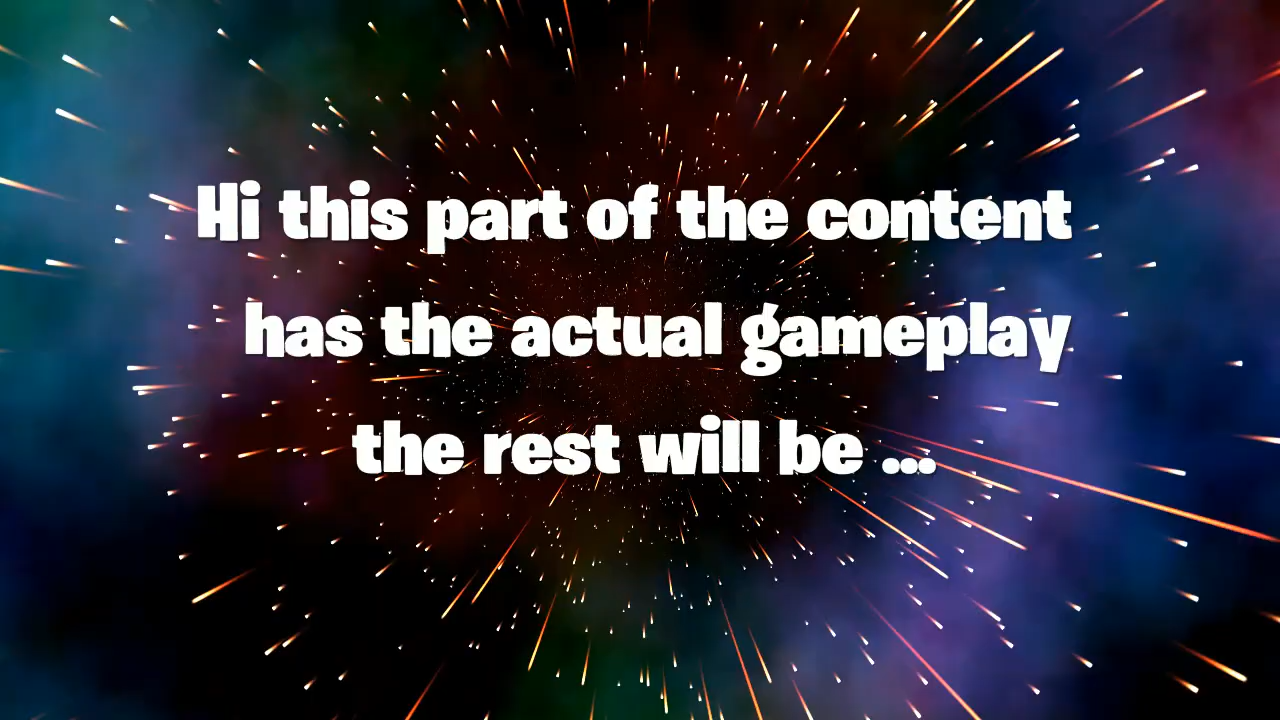 Hi this part of the content
has the actual gameplay
the rest will be ...